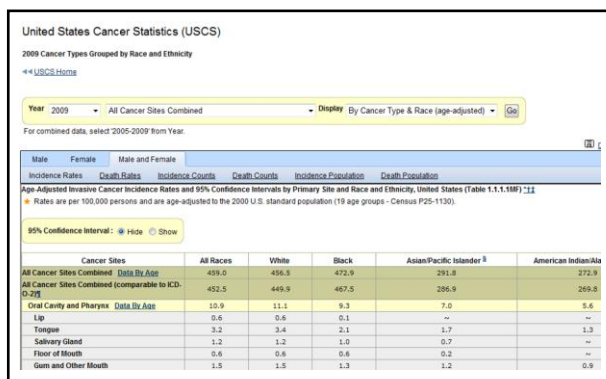 United States Cancer Statistics (USCS)
2009 Cancer Types Grouped by Race and Ethnicity
◄◄ USCS Home
Year 2009 All Cancer Sites Combined Display By Cancer Type & Race (age-adjusted) Go
For combined data, select '2005-2009' from Year.
Male Female Male and Female
Incidence Rates Death Rates Incidence Counts Death Counts Incidence Population Death Population
Age-Adjusted Invasive Cancer Incidence Rates and 95% Confidence Intervals by Primary Site and Race and Ethnicity, United States (Table 1.1.1.1MF) *†‡
★ Rates are per 100,000 persons and are age-adjusted to the 2000 U.S. standard population (19 age groups - Census P25-1130).
95% Confidence Interval : Hide Show
Cancer Sites All Races White Black Asian/Pacific Islander § American Indian/Ala
All Cancer Sites Combined Data By Age 459.0 456.5 472.9 291.8 272.9
All Cancer Sites Combined (comparable to ICD-
O-2)¶ 452.5 449.9 467.5 286.9 269.8
Oral Cavity and Pharynx Data By Age 10.9 11.1 9.3 7.0 5.6
Lip 0.6 0.6 0.1 ~ ~
Tongue 3.2 3.4 2.1 1.7 1.3
Salivary Gland 1.2 1.2 1.0 0.7 ~
Floor of Mouth 0.6 0.6 0.6 0.2 ~
Gum and Other Mouth 1.5 1.5 1.3 1.2 0.9